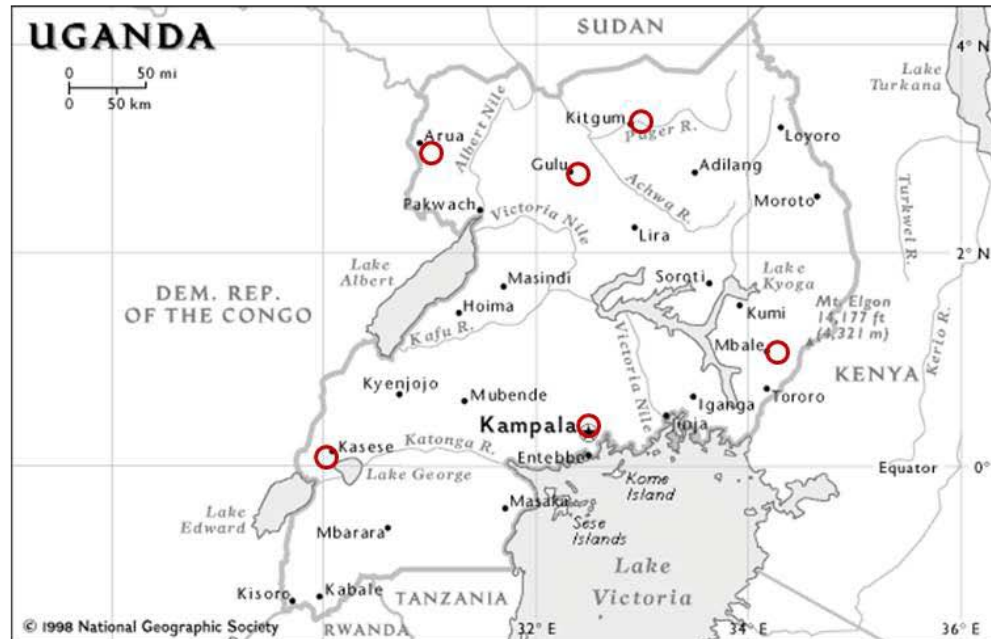 UGANDA
SUDAN
4° N
0 50 mi
0 50 km
Lake
Turkana
Arua
Albert Nile
Kitgum
Pager R.
Loyoro
Gulu
Adilang
Achwa R.
Moroto
Turkwel R.
Pakwach
Victoria
Nile
Lira
2° N
Lake
Albert
Masindi
Soroti
Lake
Kyoga
DEM. REP.
OF THE CONGO
Hoima
Kumi
Mt. Elgon
14,177 ft
(4,321 m)
Kafu R.
Victoria Nile
Mbale
Kerio R.
KENYA
Kyenjojo
Mubende
Iganga
Tororo
Kampala
Jinja
Kasese
Katonga R.
Entebbe
Equator 0°
Lake George
Kome
Island
Lake
Edward
Masaka
Sese
Islands
Mbarara
Lake
Victoria
Kisoro
Kabale
TANZANIA
© 1998 National Geographic Society
RWANDA
32° E
34° E
36° E